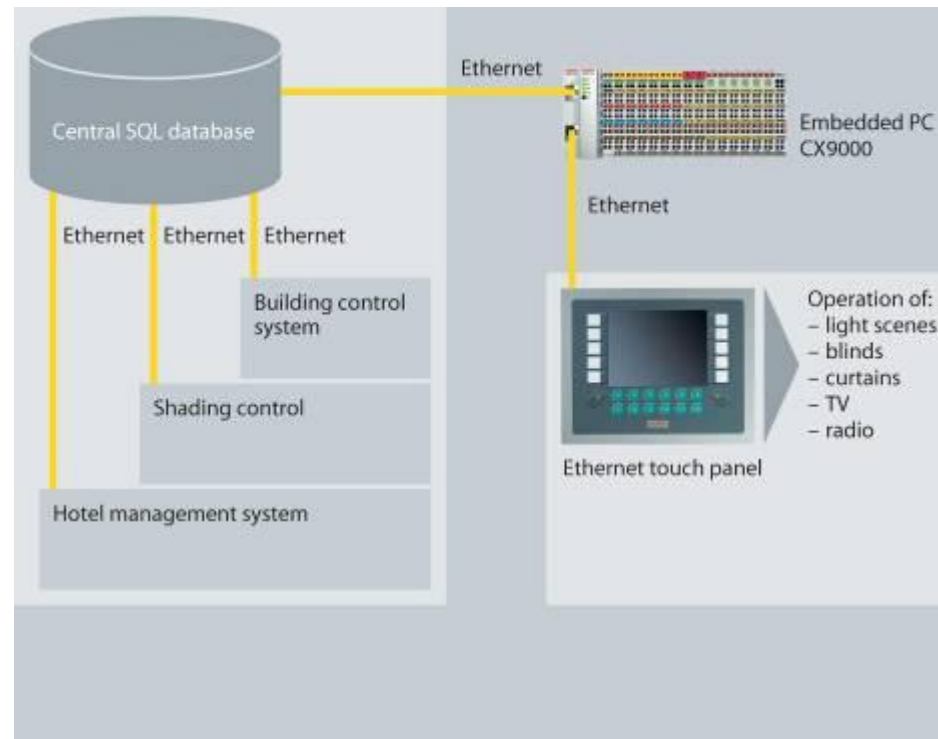 Ethernet
Central SQL database
Embedded PC
CX9000
Ethernet
Ethernet Ethernet Ethernet
Building control
system
Shading control
Hotel management system
Operation of:
– light scenes
– blinds
– curtains
– TV
– radio
Ethernet touch panel